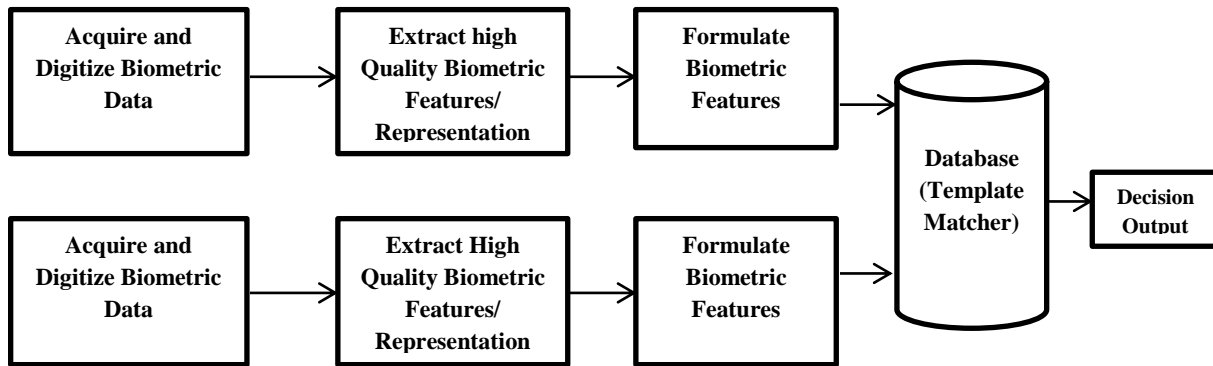 Acquire and
Digitize Biometric
Data
Extract high
Quality Biometric
Features/
Representation
Formulate
Biometric
Features
Database
(Template
Matcher)
Decision
Output
Acquire and
Digitize Biometric
Data
Extract High
Quality Biometric
Features/
Representation
Formulate
Biometric
Features